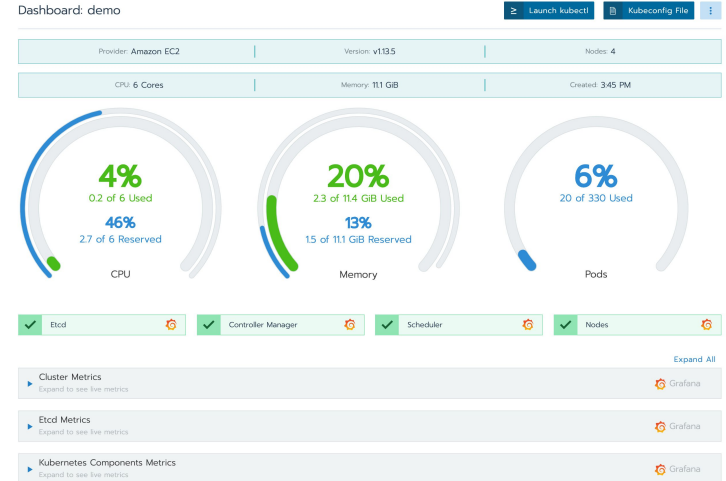 Dashboard: demo
Launch kubectl
Kubeconfig File
Provider: Amazon EC2
Version: v1.13.5
Nodes: 4
CPU: 6 Cores
Memory: 11.1 GiB
Created: 3:45 PM
4%
0.2 of 6 Used
46%
2.7 of 6 Reserved
CPU
20%
2.3 of 11.4 GiB Used
13%
1.5 of 11.1 GiB Reserved
Memory
6%
20 of 330 Used
Pods
Etcd
Controller Manager
Scheduler
Nodes
Expand All
Cluster Metrics
Expand to see live metrics
Grafana
Etcd Metrics
Expand to see live metrics
Grafana
Kubernetes Components Metrics
Expand to see live metrics
Grafana